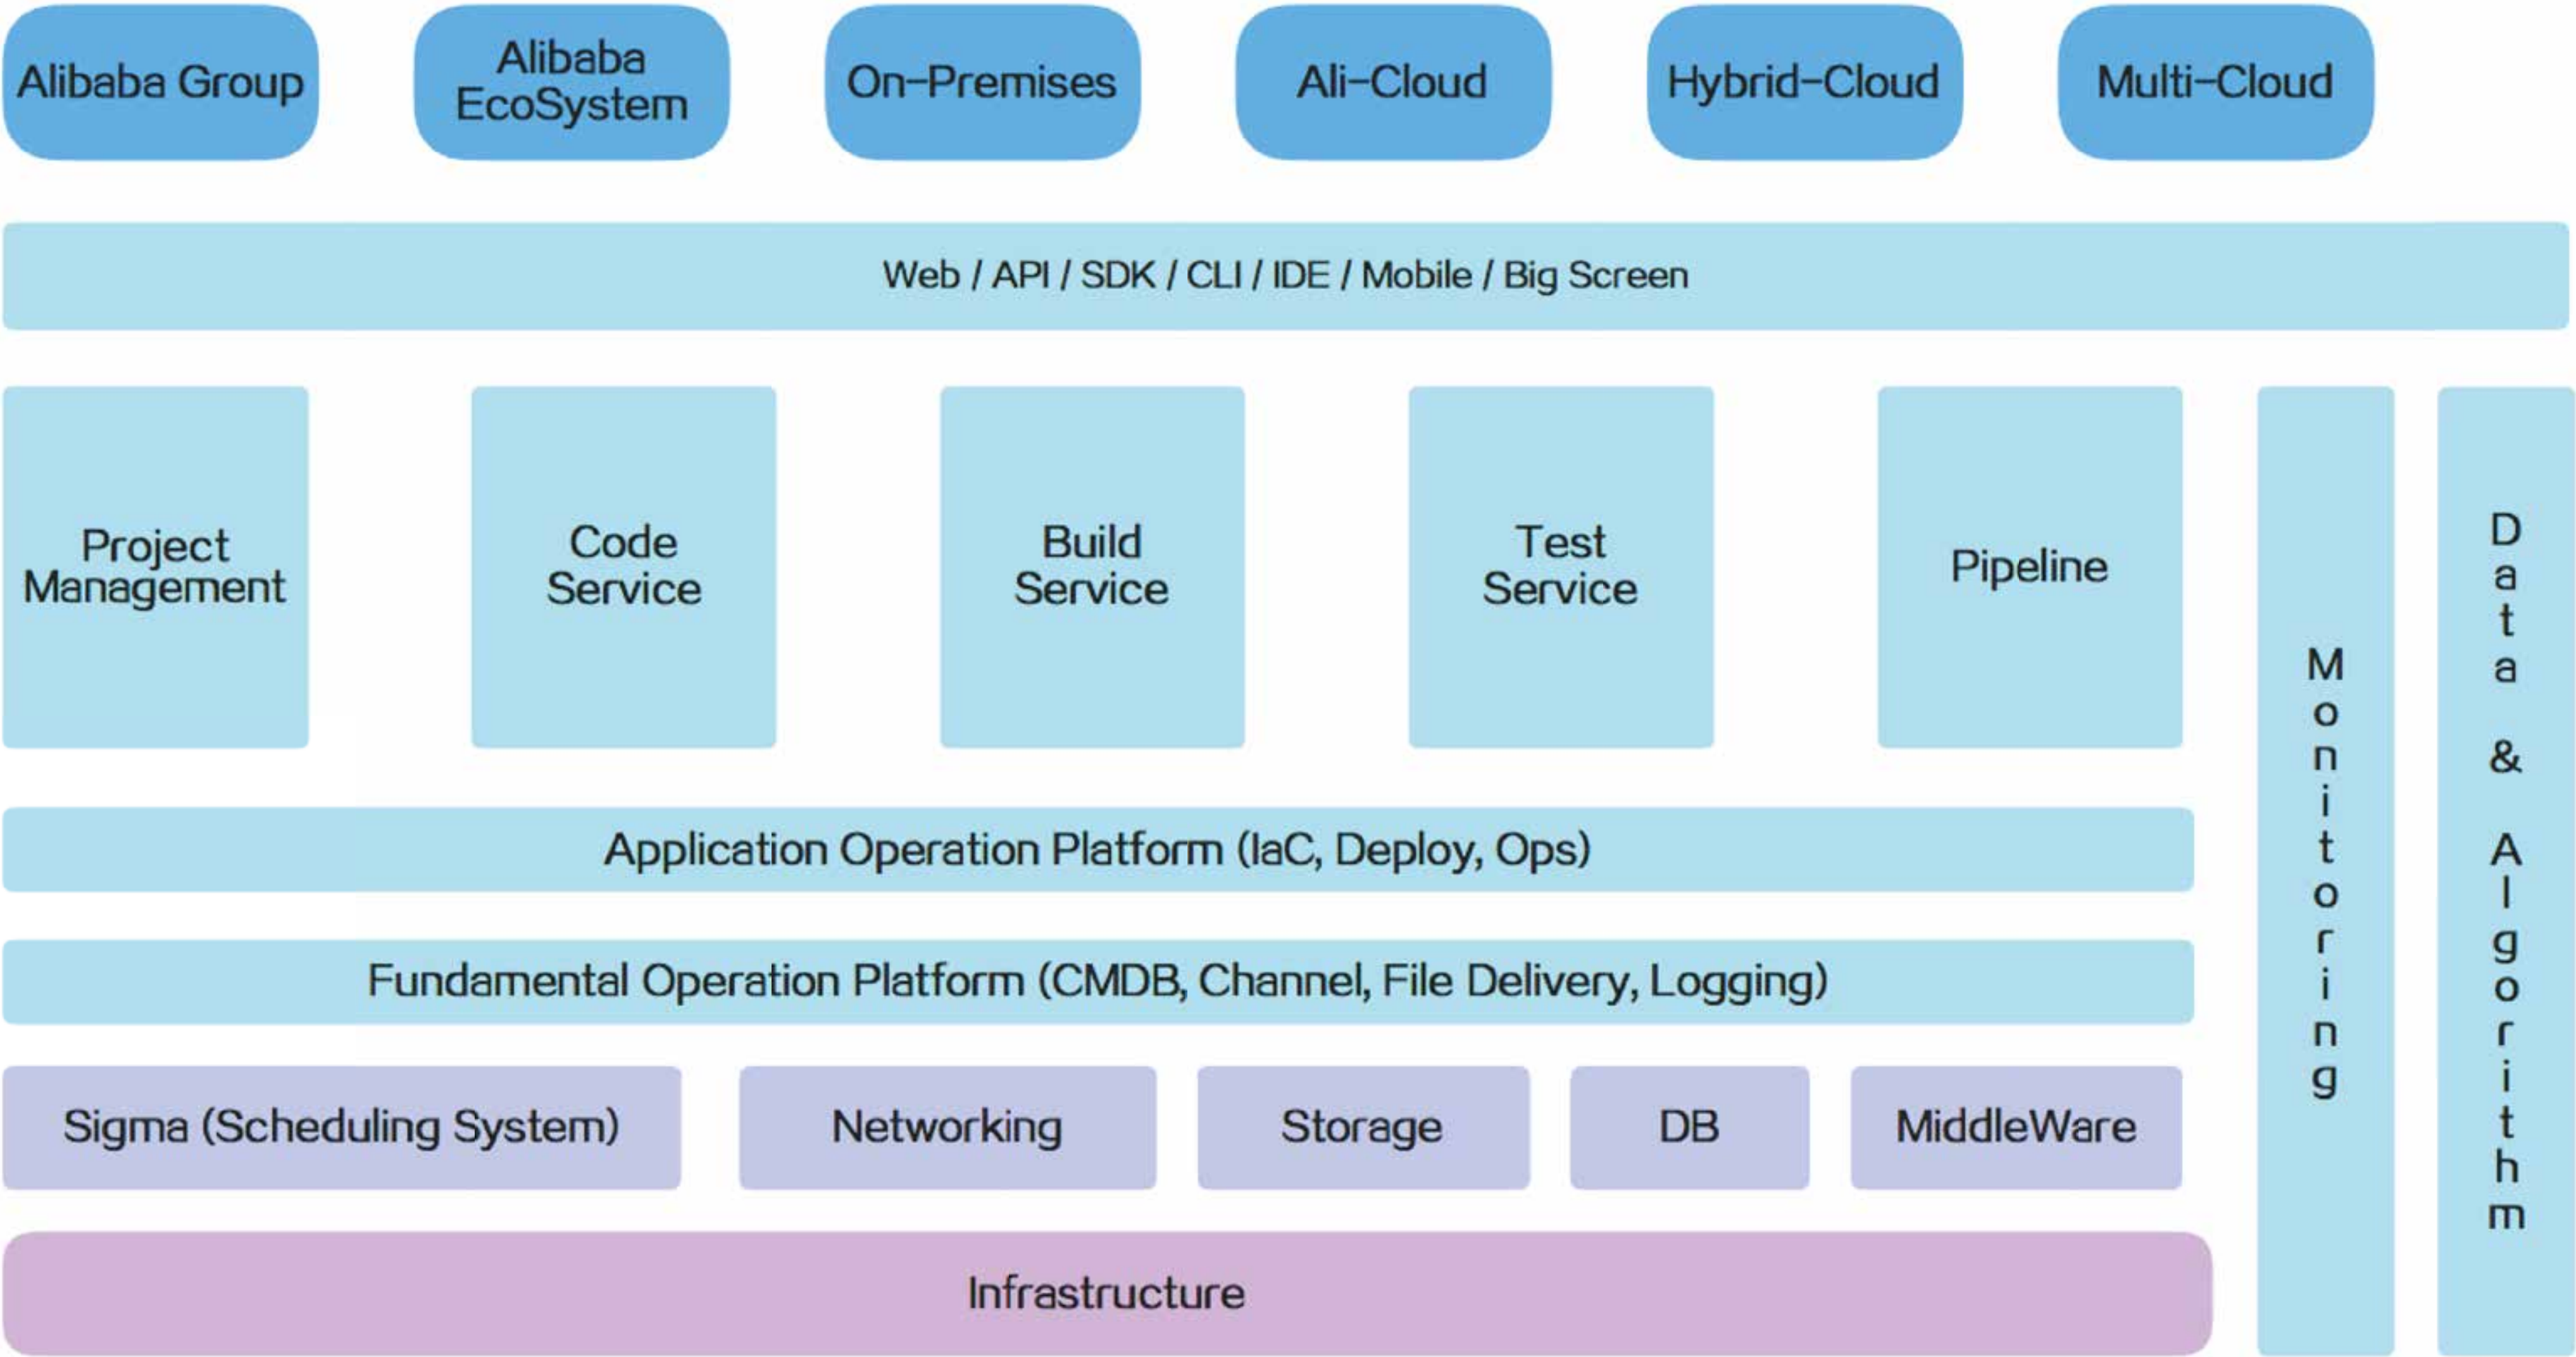 Alibaba Group
Alibaba
EcoSystem
On-Premises
Ali-Cloud
Hybrid-Cloud
Multi-Cloud
Web / API / SDK / CLI / IDE / Mobile / Big Screen
Project
Management
Code
Service
Build
Service
Test
Service
Pipeline
Monitoring
Data & Algorithm
Application Operation Platform (IaC, Deploy, Ops)
Fundamental Operation Platform (CMDB, Channel, File Delivery, Logging)
Sigma (Scheduling System)
Networking
Storage
DB
MiddleWare
Infrastructure